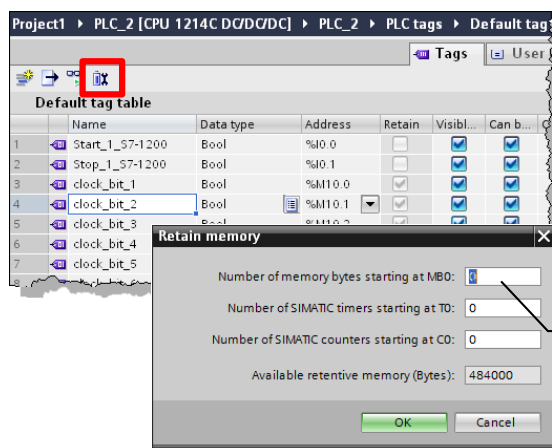 Project1 ▸ PLC_2 [CPU 1214C DC/DC/DC] ▸ PLC_2 ▸ PLC tags ▸ Default tag
Tags User
Default tag table
Name Data type Address Retain Visibl... Can b...
1 Start_1_S7-1200 Bool %I0.0
2 Stop_1_S7-1200 Bool %I0.1
3 clock_bit_1 Bool %M10.0
4 clock_bit_2 Bool %M10.1
5 clock_bit_3 Bool %M10.2
6 clock_bit_4
7 clock_bit_5
8
Retain memory
Number of memory bytes starting at MB0: 0
Number of SIMATIC timers starting at T0: 0
Number of SIMATIC counters starting at C0: 0
Available retentive memory (Bytes): 484000
OK Cancel